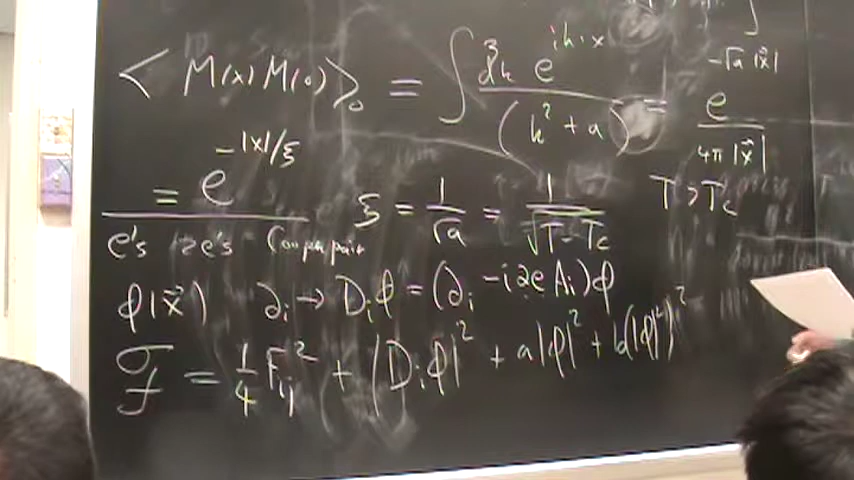 < M(x) M(0) >₀ = ∫ d³k e^{ik·x} / (k² + a) = e^{-√a |x⃗|} / 4π |x⃗|
= e^{-|x|/ξ} ξ = 1/√a = 1/√(T - Tc) T > Tc
e's 2e's Cooper pair
φ(x⃗) ∂ᵢ → Dᵢφ = (∂ᵢ - i2e Aᵢ)φ
ℱ = 1/4 Fᵢⱼ² + |Dᵢφ|² + a|φ|² + b(|φ|²)²